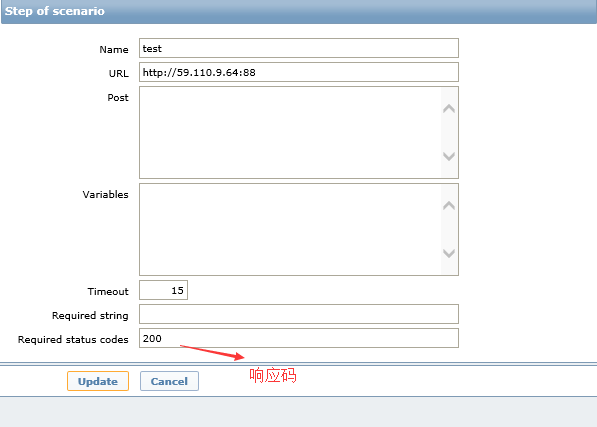 Step of scenario
Name test
URL http://59.110.9.64:88
Post
Variables
Timeout 15
Required string
Required status codes 200
响应码
Update Cancel